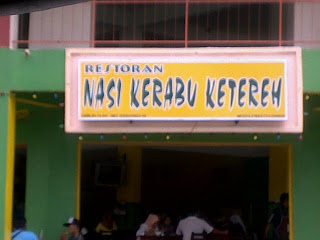 RESTORAN
NASI KERABU KETEREH